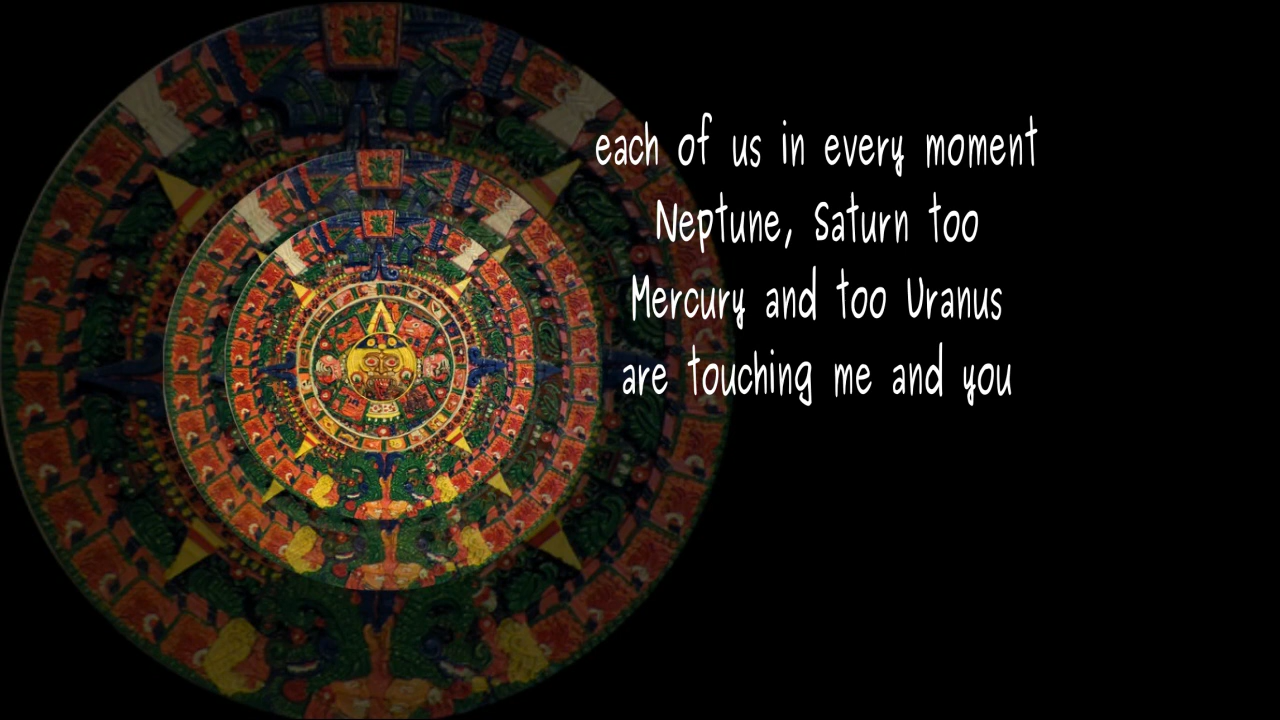 each of us in every moment
Neptune, Saturn too
Mercury and too Uranus
are touching me and you